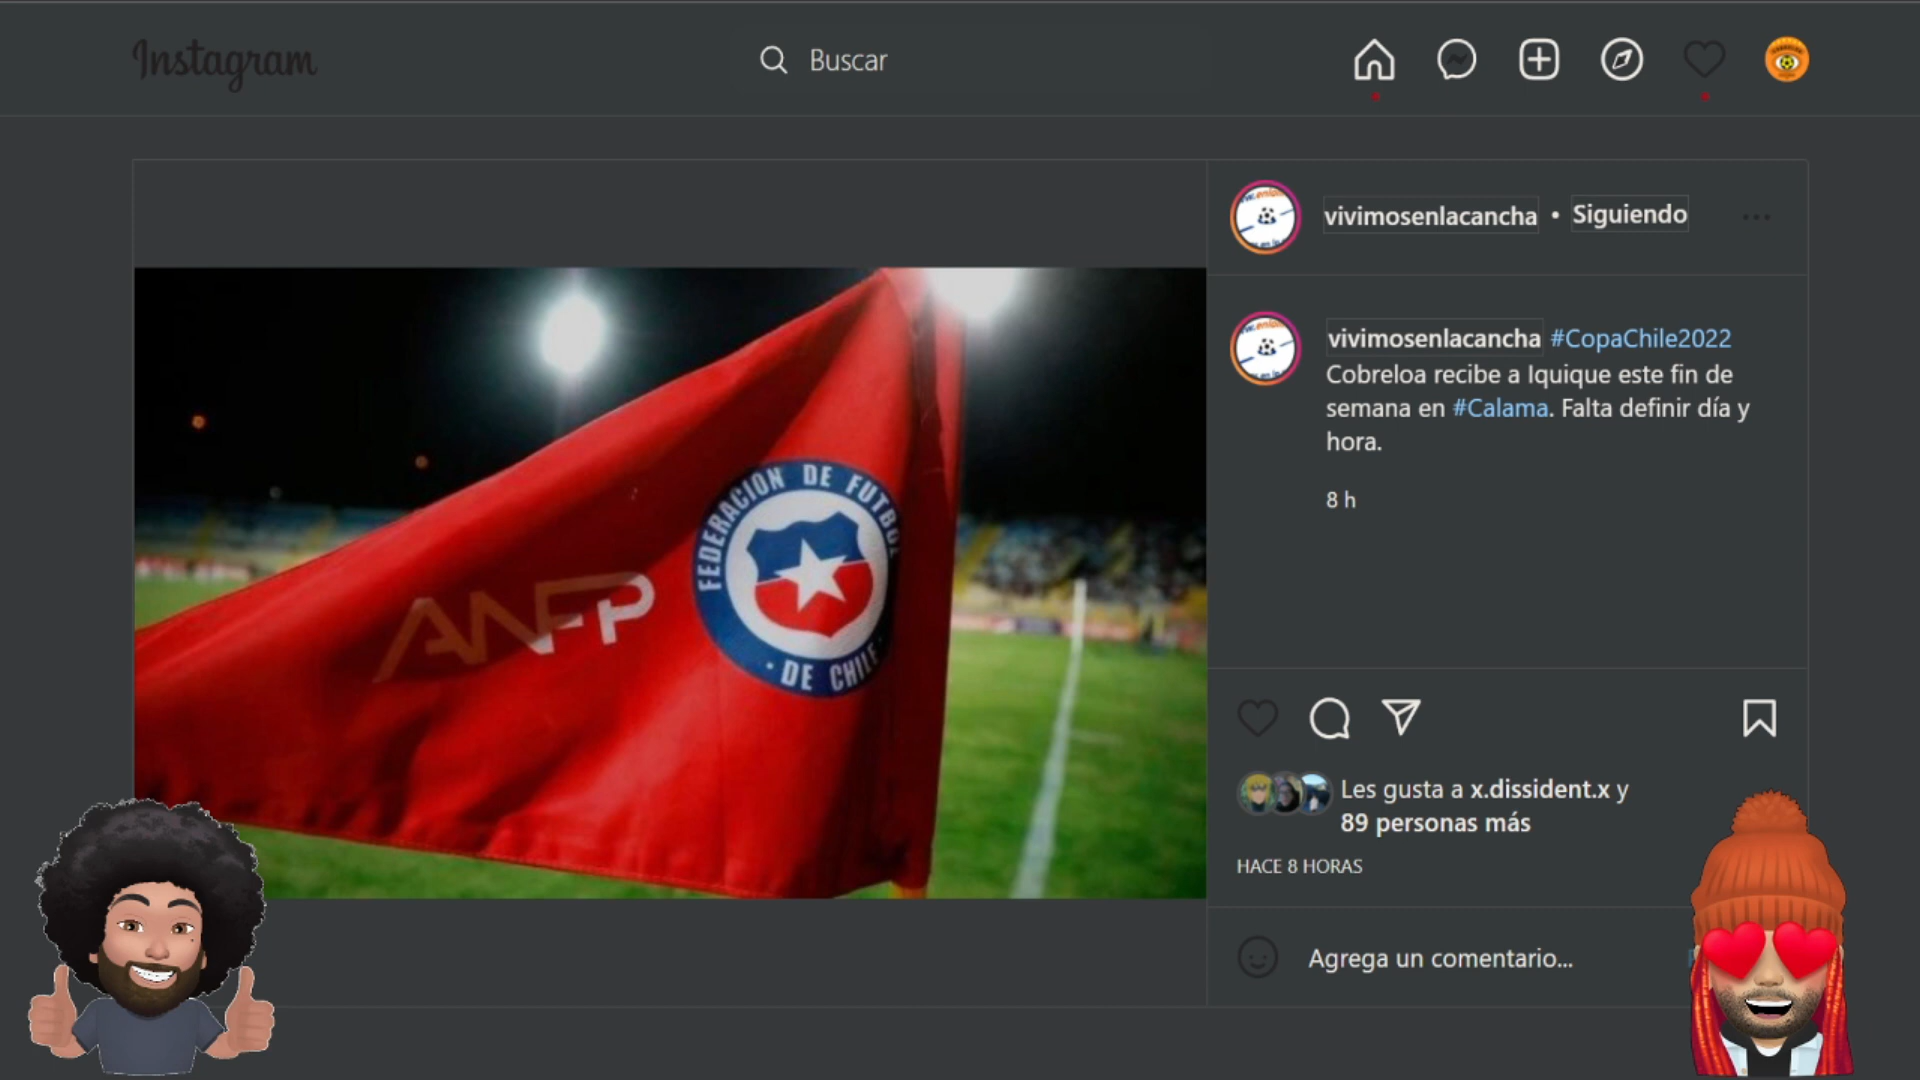 Instagram
Buscar
vivimosenlacancha • Siguiendo
vivimosenlacancha #CopaChile2022
Cobreloa recibe a Iquique este fin de
semana en #Calama. Falta definir día y
hora.
8 h
FEDERACION DE FUTBOL
· DE CHILE ·
ANFP
Les gusta a x.dissident.x y
89 personas más
HACE 8 HORAS
Agrega un comentario...